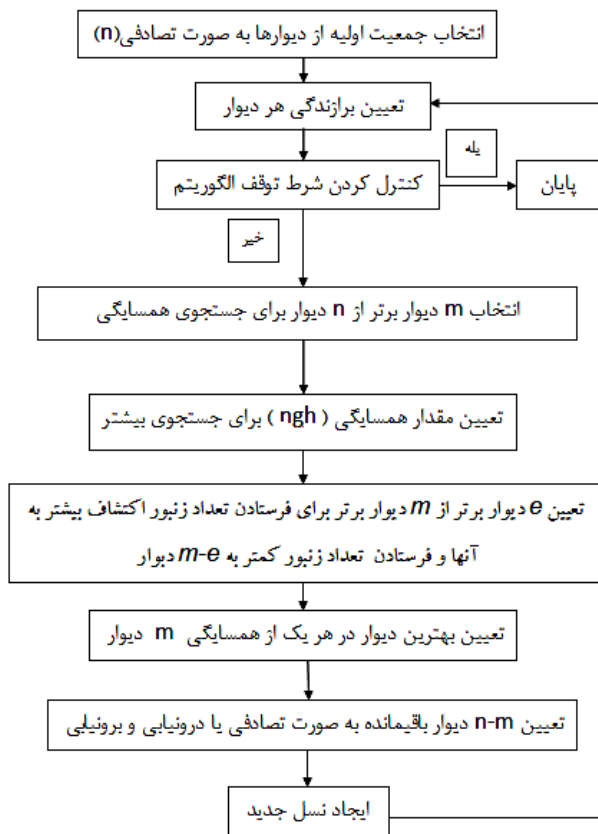 انتخاب جمعیت اولیه از دیوارها به صورت تصادفی(n)
تعیین برازندگی هر دیوار
یله
کنترل کردن شرط توقف الگوریتم
پایان
خیر
انتخاب m دیوار برتر از n دیوار برای جستجوی همسایگی
تعیین مقدار همسایگی ( ngh ) برای جستجوی بیشتر
تعیین e دیوار برتر از m دیوار برتر برای فرستادن تعداد زنبور اکتشاف بیشتر به
آنها و فرستادن تعداد زنبور کمتر به m-e دیوار
تعیین بهترین دیوار در هر یک از همسایگی m دیوار
تعیین n-m دیوار باقیمانده به صورت تصادفی یا درونیابی و برونیابی
ایجاد نسل جدید